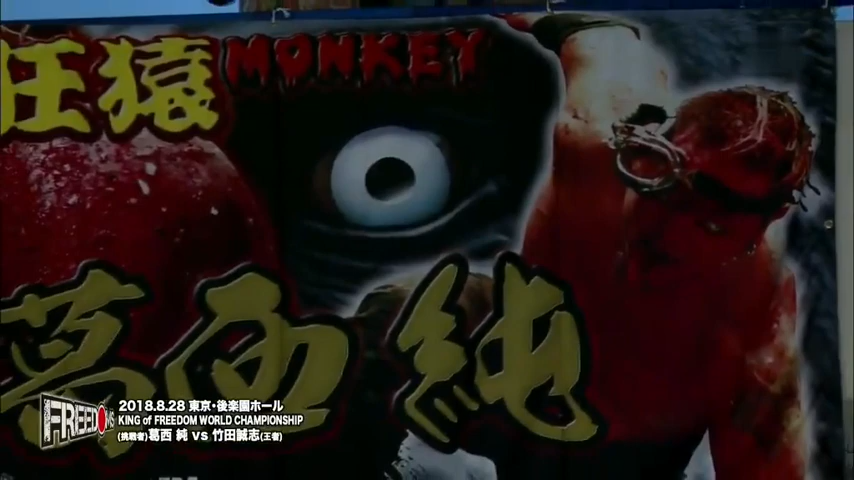 狂猿
MONKEY
葛西純
FREEDOMS
2018.8.28 東京・後楽園ホール
KING of FREEDOM WORLD CHAMPIONSHIP
(挑戦者)葛西 純 vs 竹田誠志(王者)